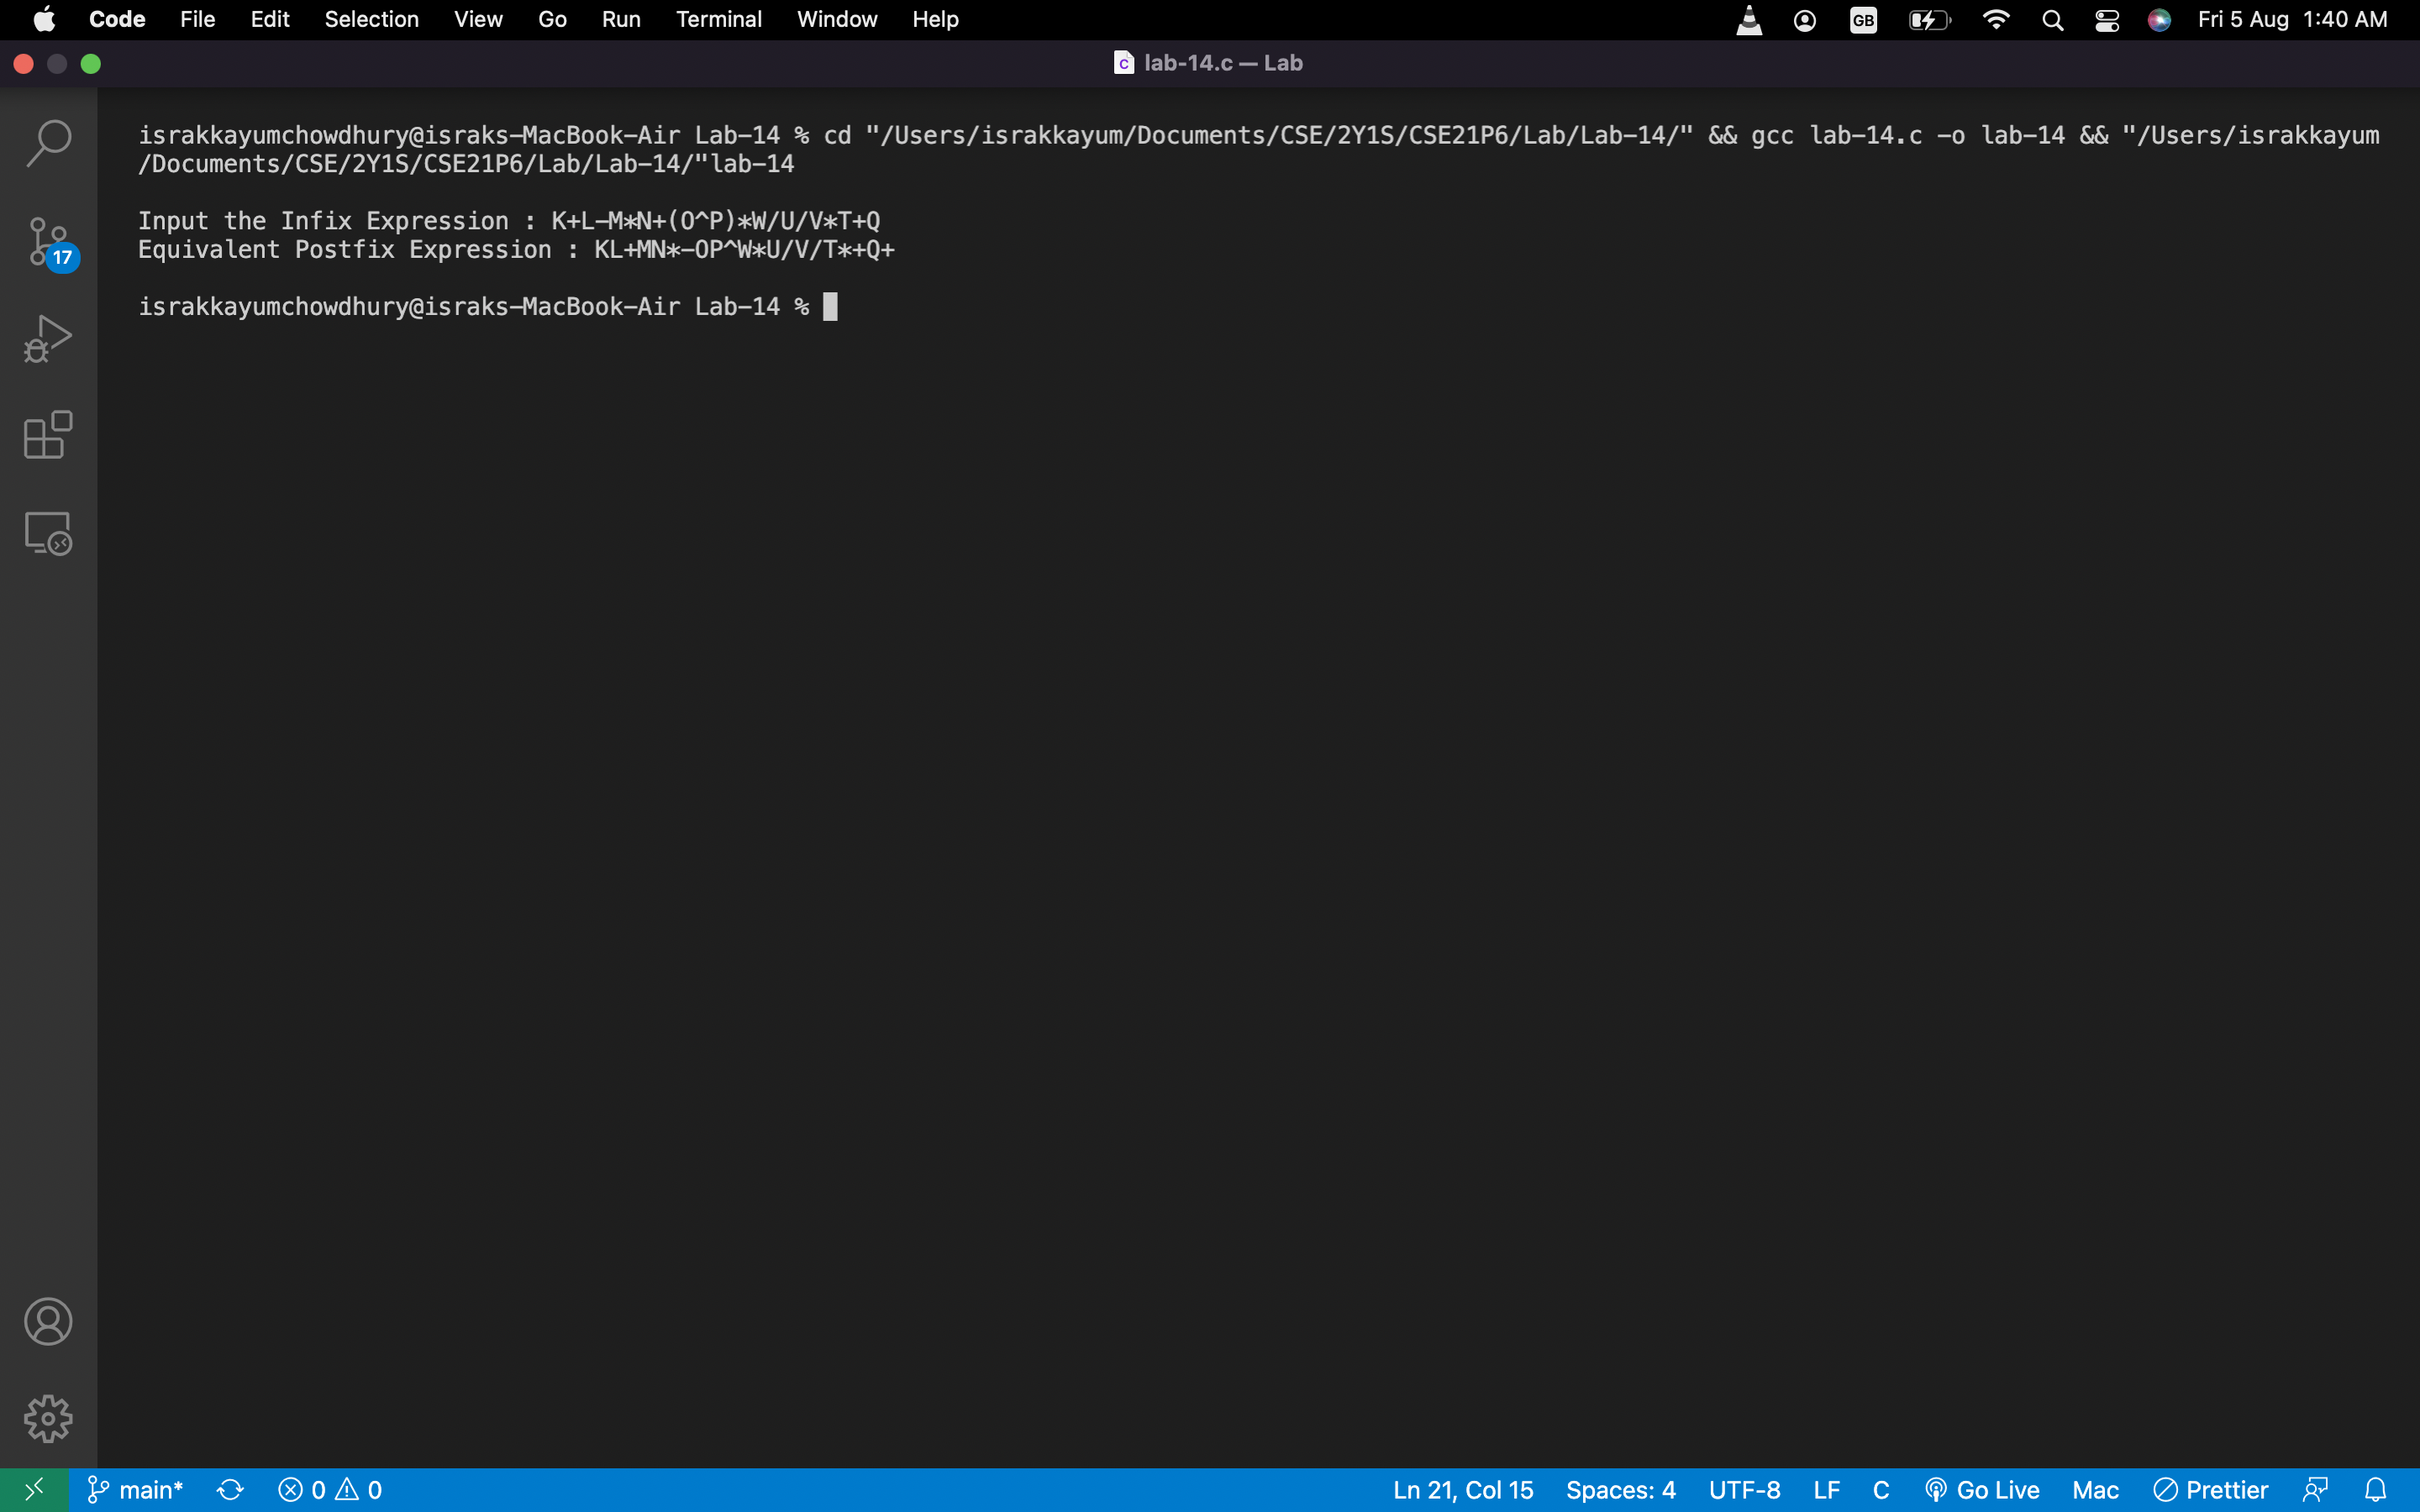 Code File Edit Selection View Go Run Terminal Window Help GB Fri 5 Aug 1:40 AM
C lab-14.c — Lab
israkkayumchowdhury@israks-MacBook-Air Lab-14 % cd "/Users/israkkayum/Documents/CSE/2Y1S/CSE21P6/Lab/Lab-14/" && gcc lab-14.c -o lab-14 && "/Users/israkkayum
/Documents/CSE/2Y1S/CSE21P6/Lab/Lab-14/"lab-14
Input the Infix Expression : K+L-M*N+(O^P)*W/U/V*T+Q
Equivalent Postfix Expression : KL+MN*-OP^W*U/V/T*+Q+
israkkayumchowdhury@israks-MacBook-Air Lab-14 %
17
main* 0 0 Ln 21, Col 15 Spaces: 4 UTF-8 LF C Go Live Mac Prettier